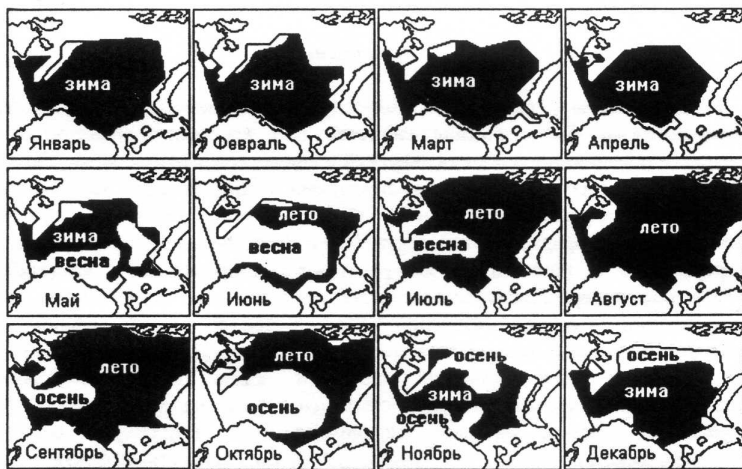 зима
Январь
зима
Февраль
зима
Март
зима
Апрель
зима
весна
Май
лето
весна
Июнь
лето
весна
Июль
лето
Август
лето
осень
Сентябрь
лето
осень
Октябрь
осень
зима
осень
Ноябрь
осень
зима
Декабрь